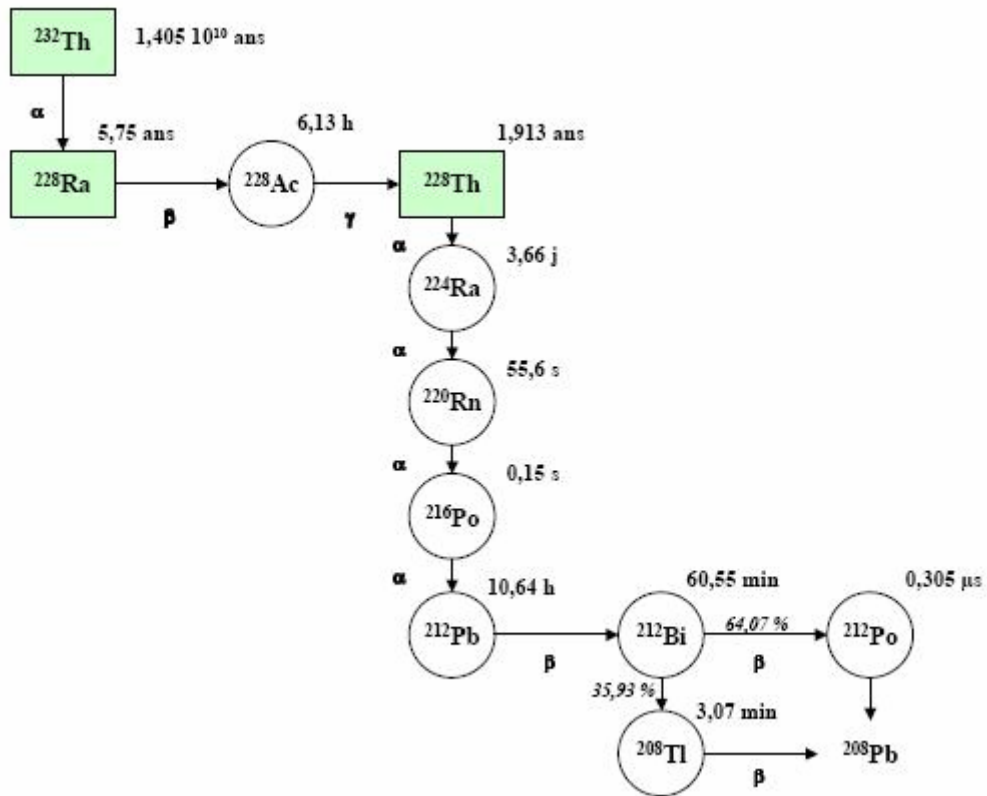 ²³²Th 1,405 10¹⁰ ans
α
5,75 ans 6,13 h 1,913 ans
²²⁸Ra ²²⁸Ac ²²⁸Th
β γ
α 3,66 j
²²⁴Ra
α 55,6 s
²²⁰Rn
α 0,15 s
²¹⁶Po
α 10,64 h 60,55 min 0,305 µs
²¹²Pb ²¹²Bi 64,07 % ²¹²Po
β β
35,93 % 3,07 min
²⁰⁸Tl ²⁰⁸Pb
β